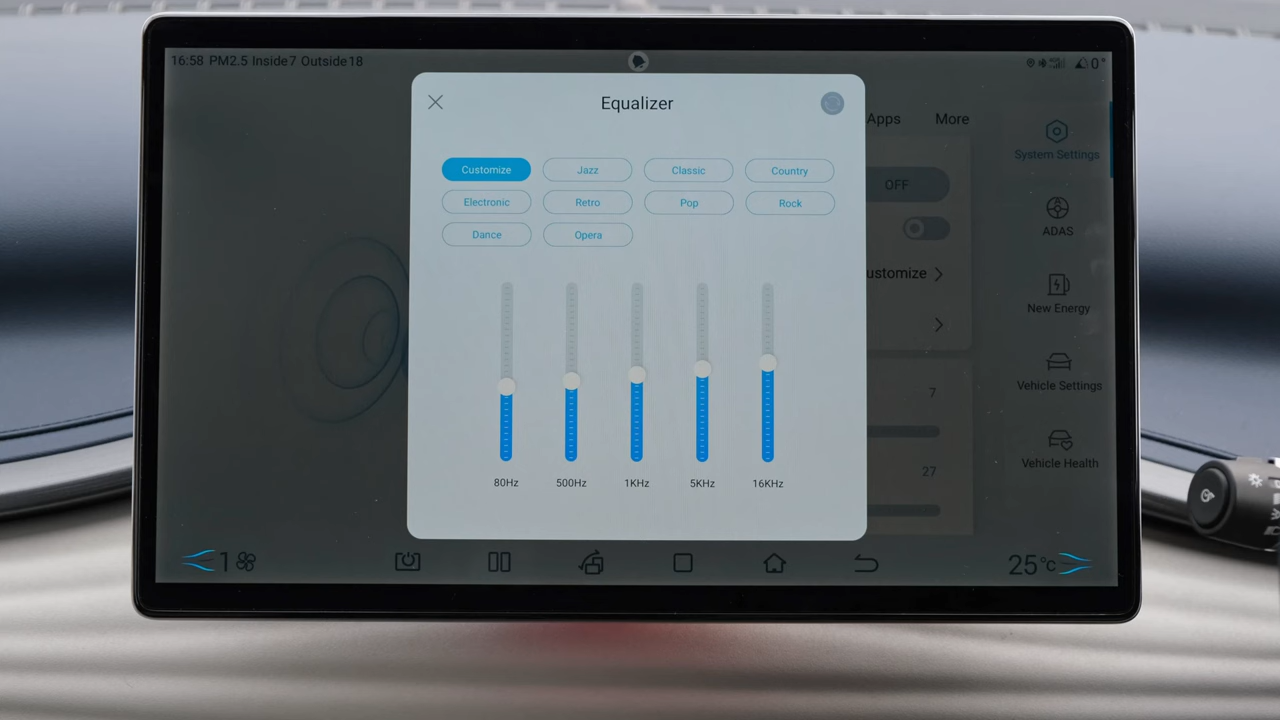 16:58 PM2.5 Inside7 Outside18
0°
Equalizer
Apps More
Customize Jazz Classic Country
Electronic Retro Pop Rock
Dance Opera
OFF
ustomize
7
27
80Hz 500Hz 1KHz 5KHz 16KHz
System Settings
ADAS
New Energy
Vehicle Settings
Vehicle Health
1
25°C